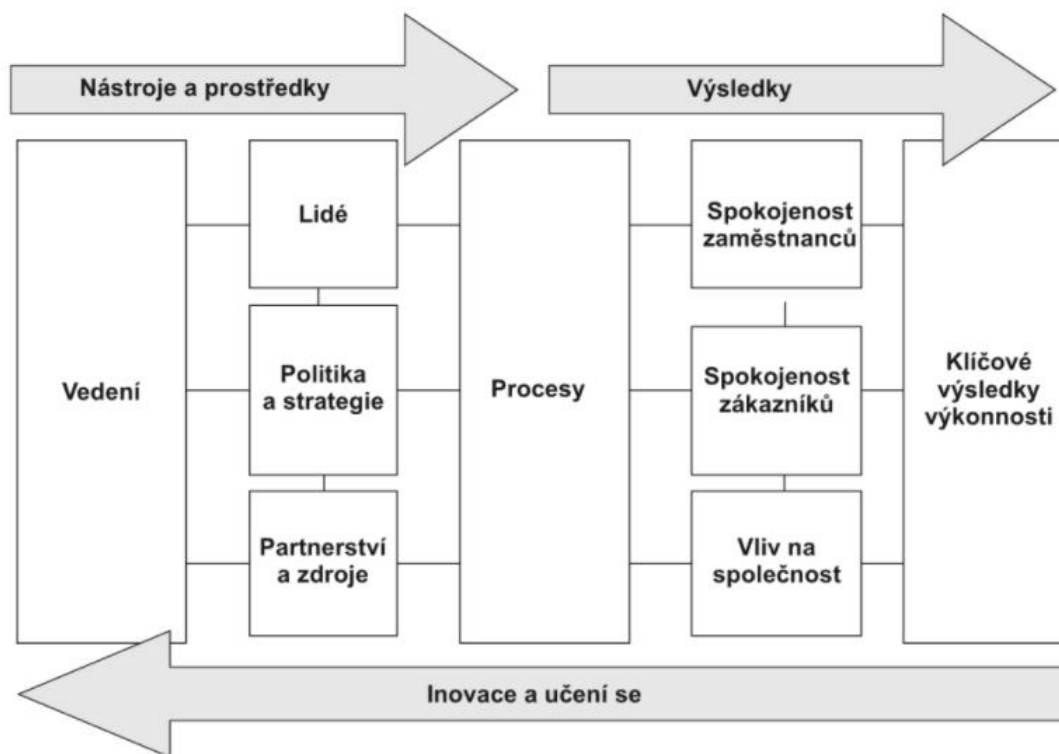 Nástroje a prostředky
Výsledky
Vedení
Lidé
Politika
a strategie
Partnerství
a zdroje
Procesy
Spokojenost
zaměstnanců
Spokojenost
zákazníků
Vliv na
společnost
Klíčové
výsledky
výkonnosti
Inovace a učení se